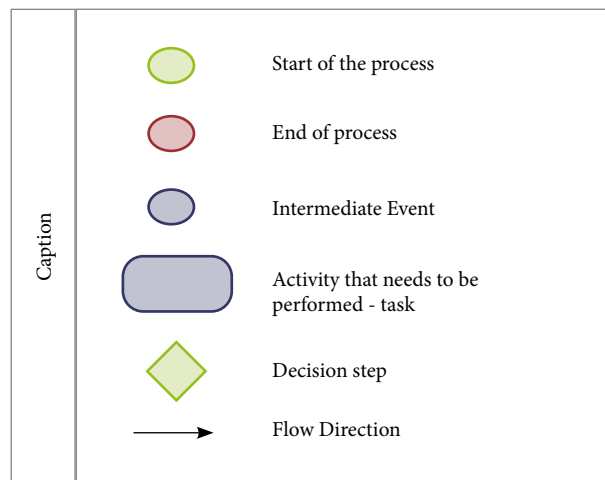 Caption
Start of the process
End of process
Intermediate Event
Activity that needs to be
performed - task
Decision step
Flow Direction